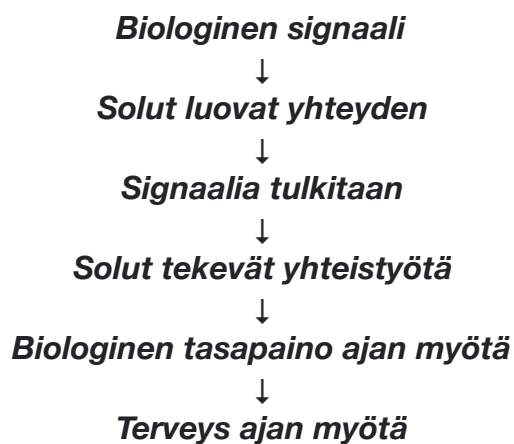 Biologinen signaali
↓
Solut luovat yhteyden
↓
Signaalia tulkitaan
↓
Solut tekevät yhteistyötä
↓
Biologinen tasapaino ajan myötä
↓
Terveys ajan myötä